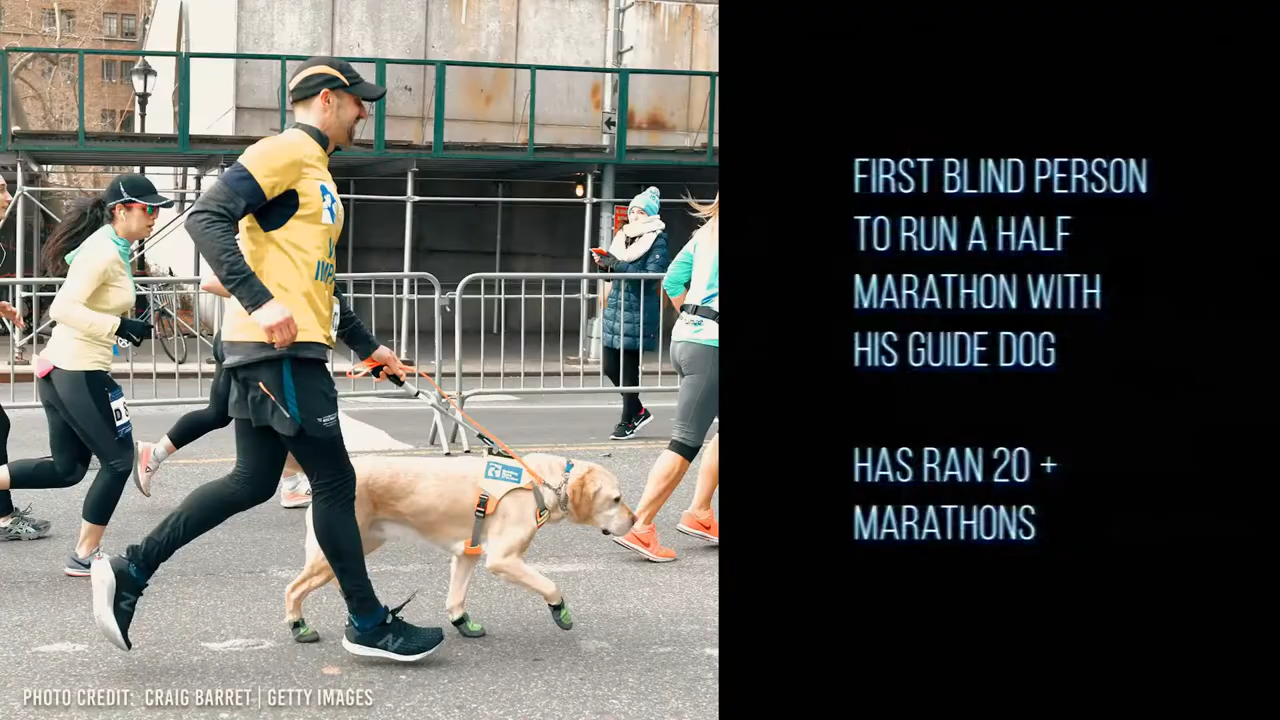 FIRST BLIND PERSON
TO RUN A HALF
MARATHON WITH
HIS GUIDE DOG
HAS RAN 20 +
MARATHONS
PHOTO CREDIT: CRAIG BARRET | GETTY IMAGES